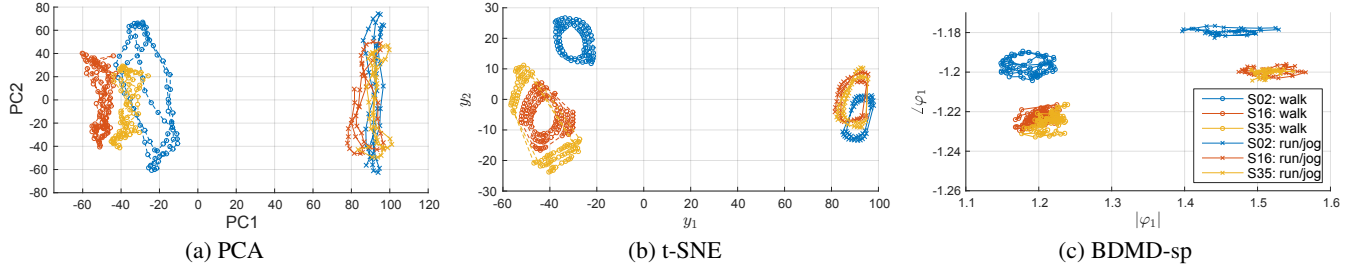 80
60
40
20
0
-20
-40
-60
-80
PC2
-60 -40 -20 0 20 40 60 80 100 120
PC1
(a) PCA
30
20
10
0
-10
-20
-30
y2
-60 -40 -20 0 20 40 60 80 100
y1
(b) t-SNE
-1.18
-1.2
-1.22
-1.23
-1.26
∠φ1
S02: walk
S16: walk
S35: walk
S02: run/jog
S16: run/jog
S35: run/jog
1.1 1.2 1.3 1.4 1.5 1.6
|φ1|
(c) BDMD-sp